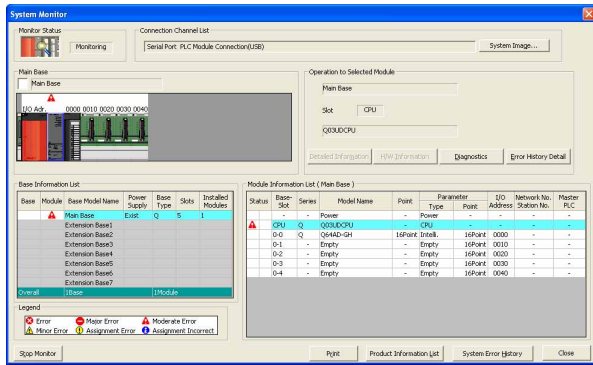 System Monitor
Monitor Status
Monitoring
Connection Channel List
Serial Port PLC Module Connection(USB)
System Image...
Main Base
Main Base
I/O Adr. 0000 0010 0020 0030 0040
Operation to Selected Module
Main Base
Slot CPU
Q03UDCPU
Detailed Information H/W Information Diagnostics Error History Detail
Base Information List
Base Module Base Model Name Power Supply Base Type Slots Installed Modules
Main Base Exist Q 5 1
Extension Base1
Extension Base2
Extension Base3
Extension Base4
Extension Base5
Extension Base6
Extension Base7
Overall 1Base 1Module
Module Information List ( Main Base )
Status Base-Slot Series Model Name Point Parameter Type Point I/O Address Network No. Station No. Master PLC
- - Power - Power - - - -
CPU Q Q03UDCPU - CPU - - - -
0-0 Q Q64AD-GH 16Point Intelli. 16Point 0000 - -
0-1 - Empty - Empty 16Point 0010 - -
0-2 - Empty - Empty 16Point 0020 - -
0-3 - Empty - Empty 16Point 0030 - -
0-4 - Empty - Empty 16Point 0040 - -
Legend
Error Major Error Moderate Error
Minor Error Assignment Error Assignment Incorrect
Stop Monitor Print Product Information List System Error History Close